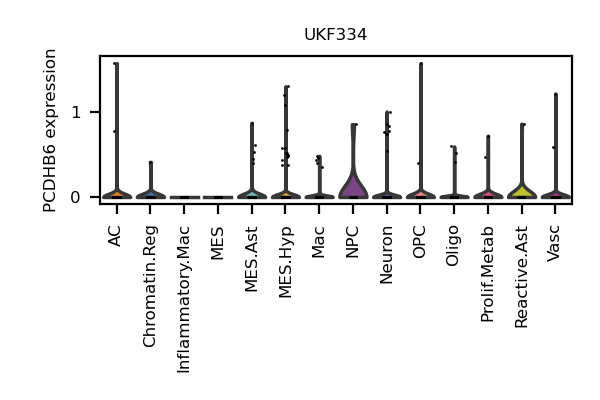 UKF334
PCDHB6 expression
1
0
AC
Chromatin.Reg
Inflammatory.Mac
MES
MES.Ast
MES.Hyp
Mac
NPC
Neuron
OPC
Oligo
Prolif.Metab
Reactive.Ast
Vasc